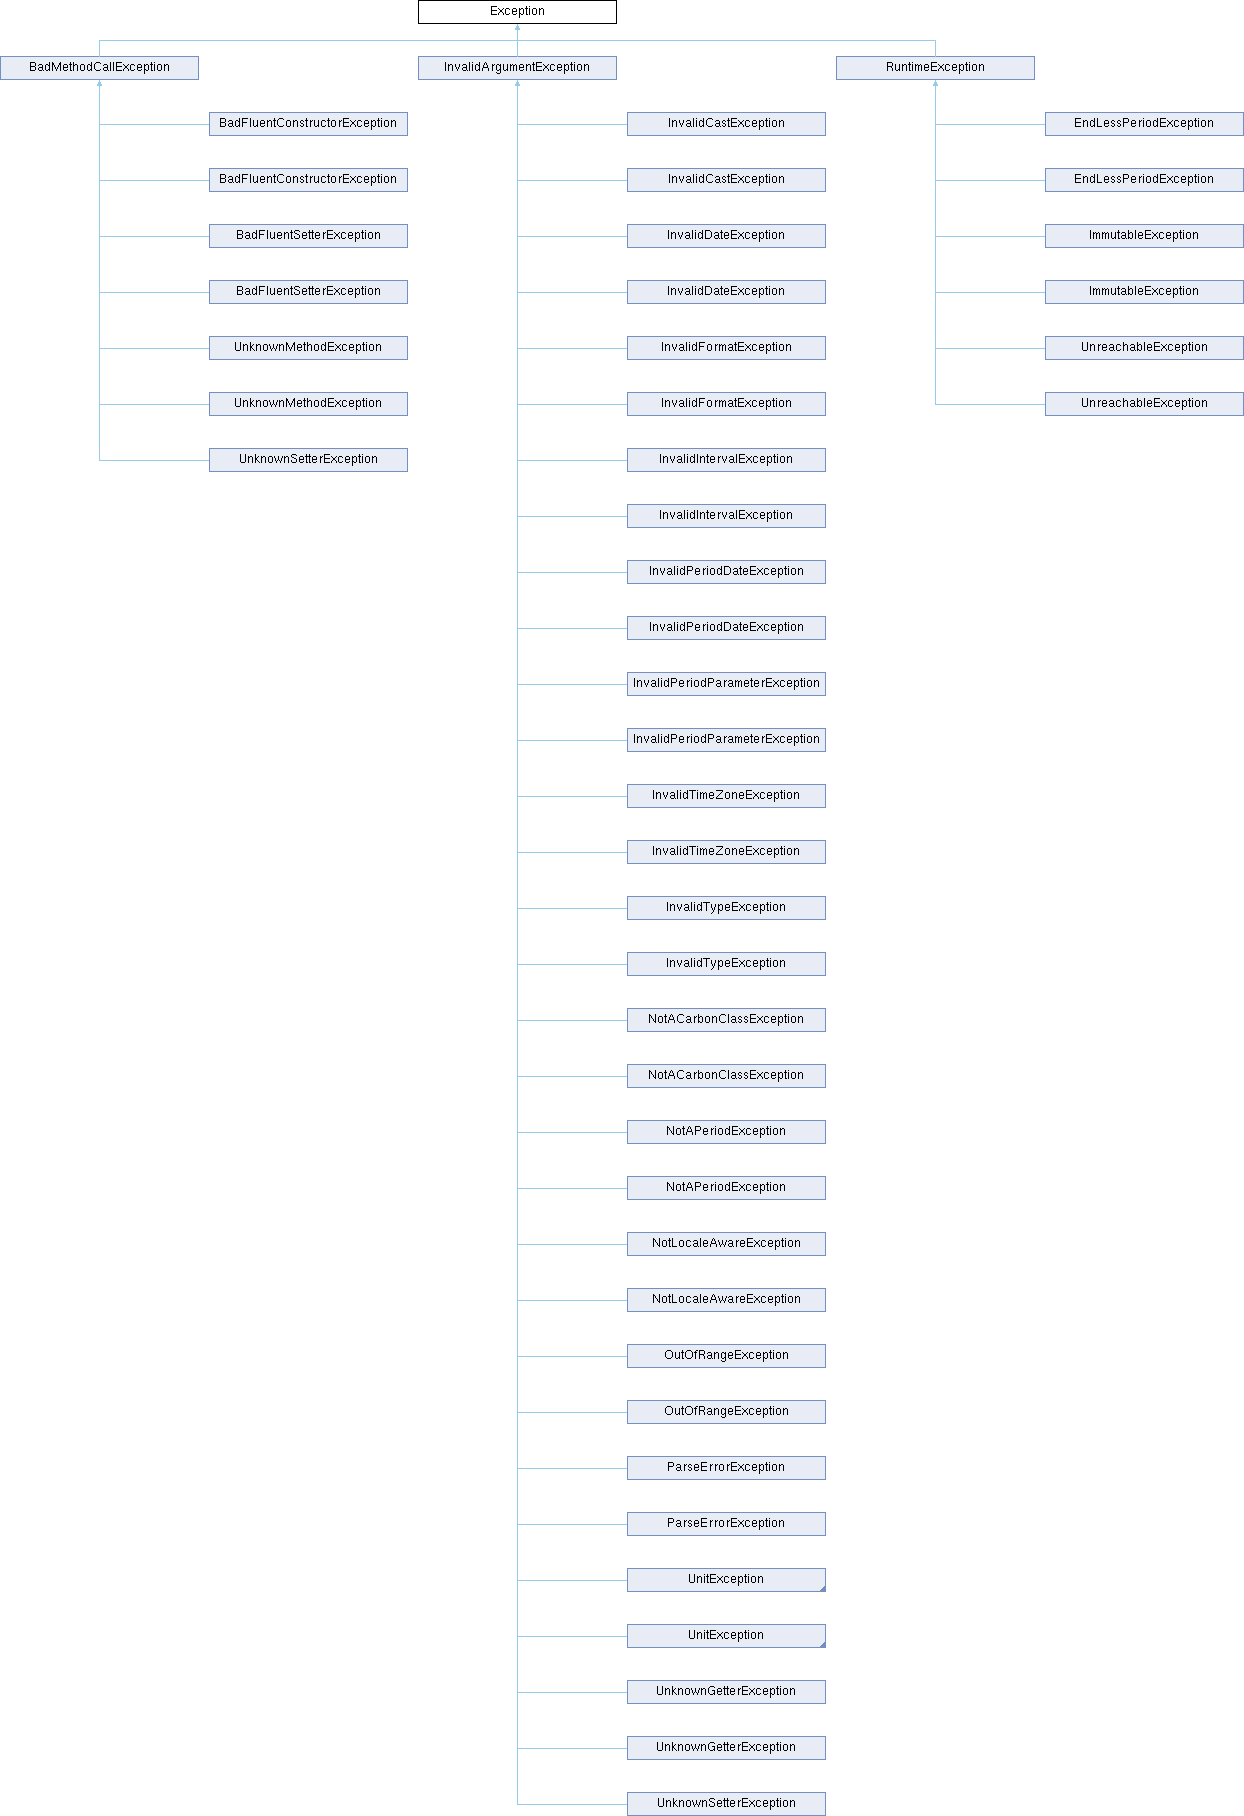 Exception
BadMethodCallException
InvalidArgumentException
RuntimeException
BadFluentConstructorException
InvalidCastException
EndLessPeriodException
BadFluentConstructorException
InvalidCastException
EndLessPeriodException
BadFluentSetterException
InvalidDateException
ImmutableException
BadFluentSetterException
InvalidDateException
ImmutableException
UnknownMethodException
InvalidFormatException
UnreachableException
UnknownMethodException
InvalidFormatException
UnreachableException
UnknownSetterException
InvalidIntervalException
InvalidIntervalException
InvalidPeriodDateException
InvalidPeriodDateException
InvalidPeriodParameterException
InvalidPeriodParameterException
InvalidTimeZoneException
InvalidTimeZoneException
InvalidTypeException
InvalidTypeException
NotACarbonClassException
NotACarbonClassException
NotAPeriodException
NotAPeriodException
NotLocaleAwareException
NotLocaleAwareException
OutOfRangeException
OutOfRangeException
ParseErrorException
ParseErrorException
UnitException
UnitException
UnknownGetterException
UnknownGetterException
UnknownSetterException